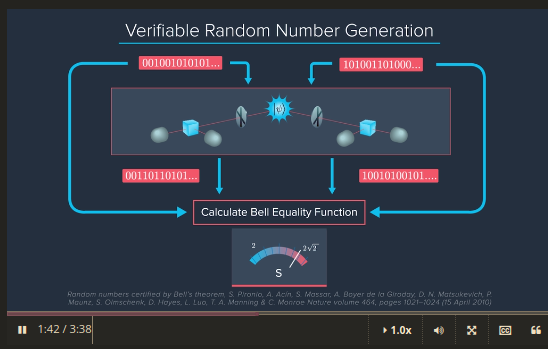 Verifiable Random Number Generation
001001010101...
101001101000...
|ψ⟩
00110110101...
10010100101....
Calculate Bell Equality Function
2
2√2
S
Random numbers certified by Bell's theorem, S. Pironio, A. Acin, S. Massar, A. Boyer de la Groday, D. N. Matsukevich, P.
Maunz, S. Olmschenk, D. Hayes, L. Luo, T. A. Manning & C. Monroe Nature volume 464, pages 1021–1024 (15 April 2010)
1:42 / 3:38
1.0x
CC